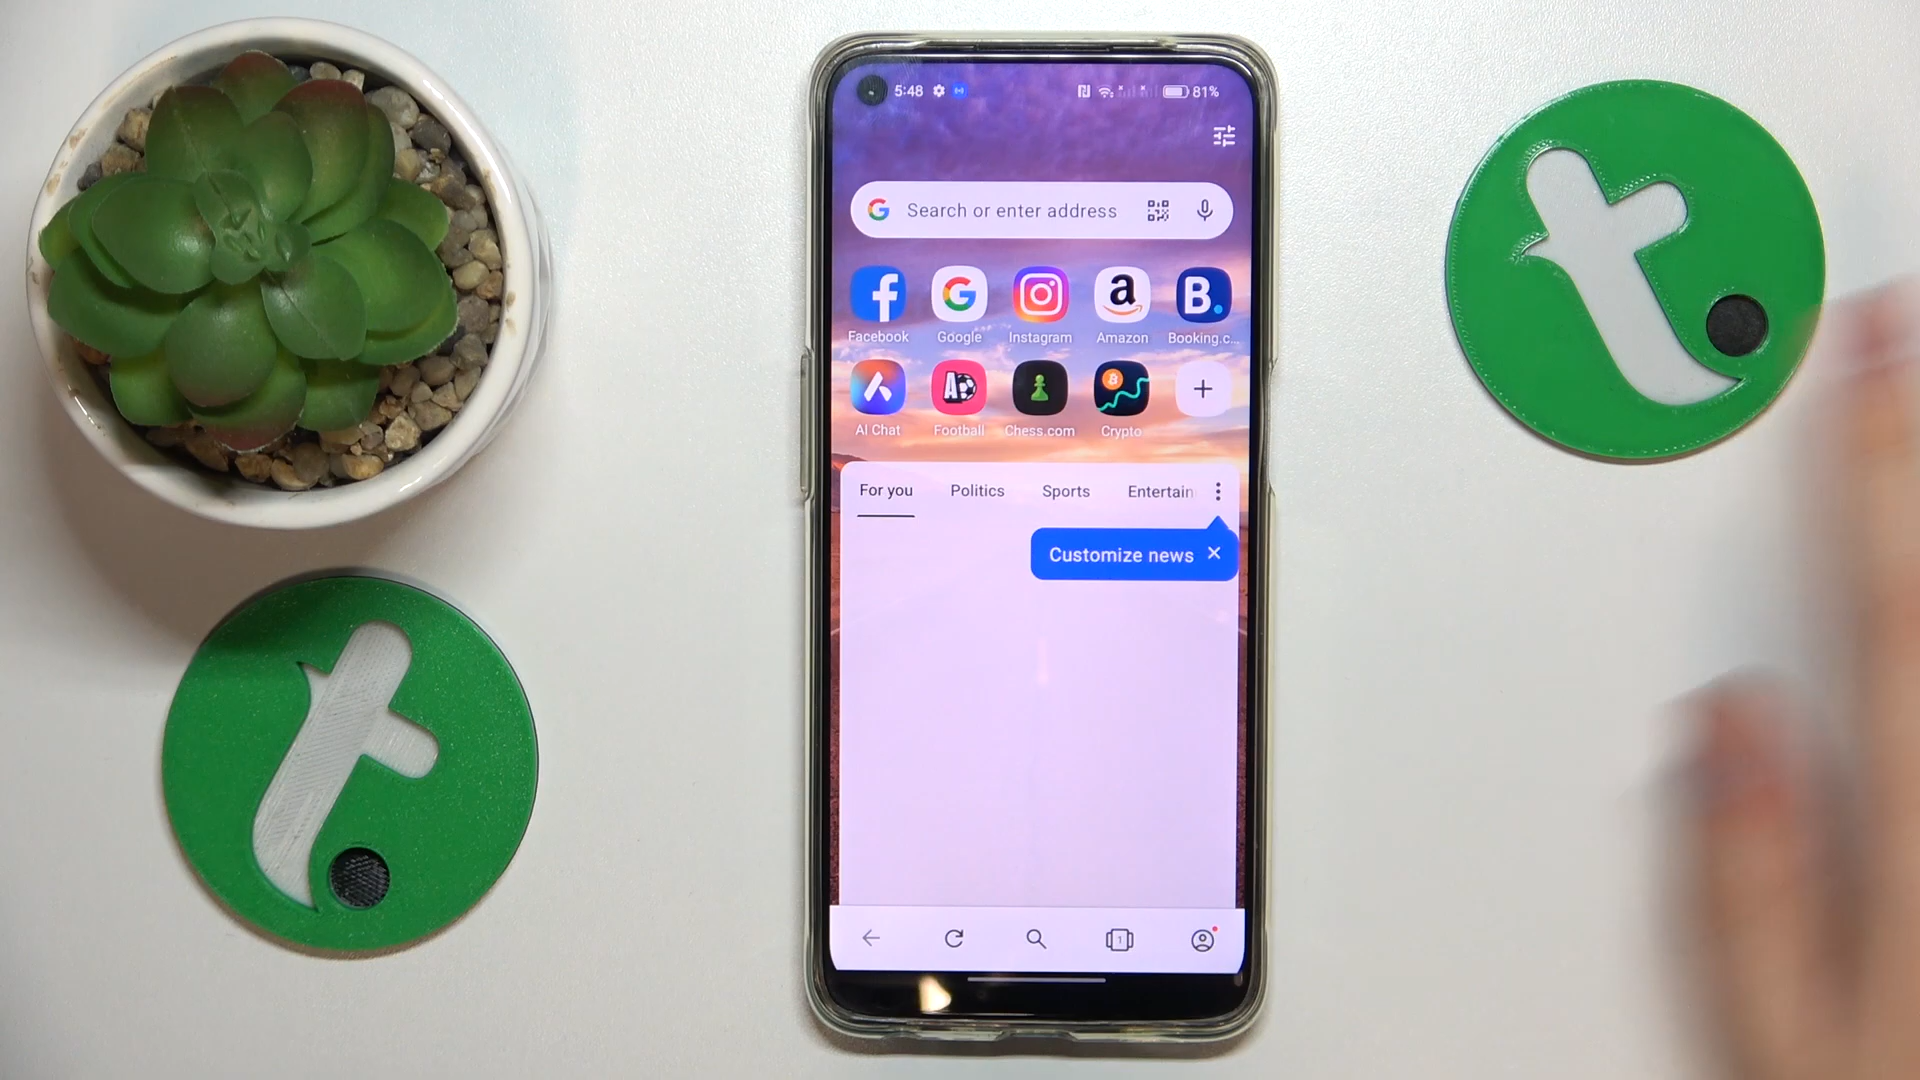 5:48 81%
Search or enter address
Facebook Google Instagram Amazon Booking.c...
AI Chat Football Chess.com Crypto
For you Politics Sports Entertain
Customize news
1